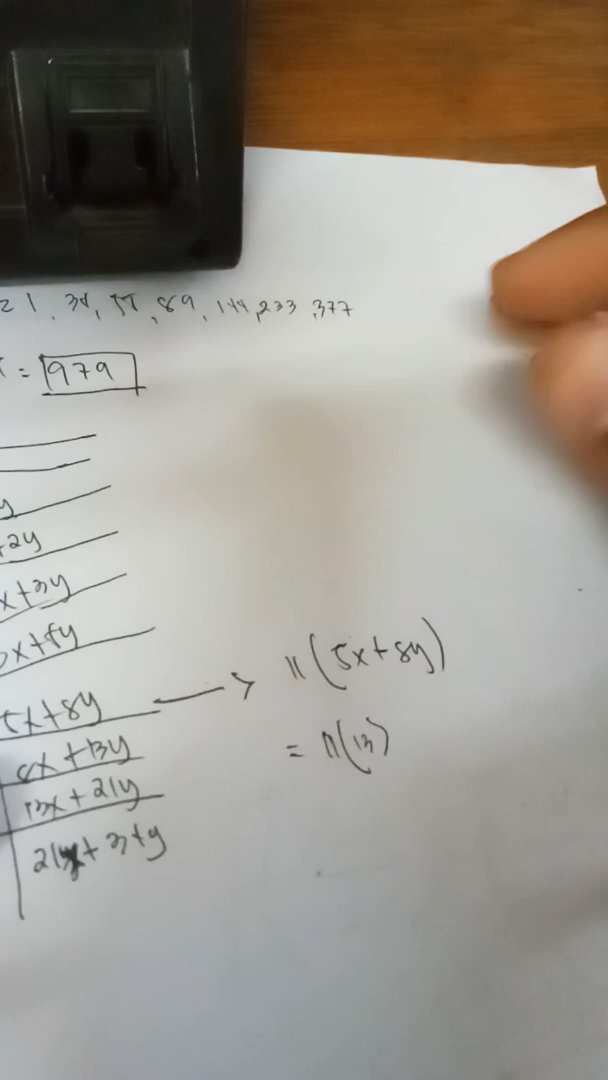 21, 34, 55, 89, 144, 233, 377
= 979
y
+2y
x+3y
3x+5y
5x+8y → 11(5x+8y)
8x+13y = 11(13)
13x+21y
21x+34y